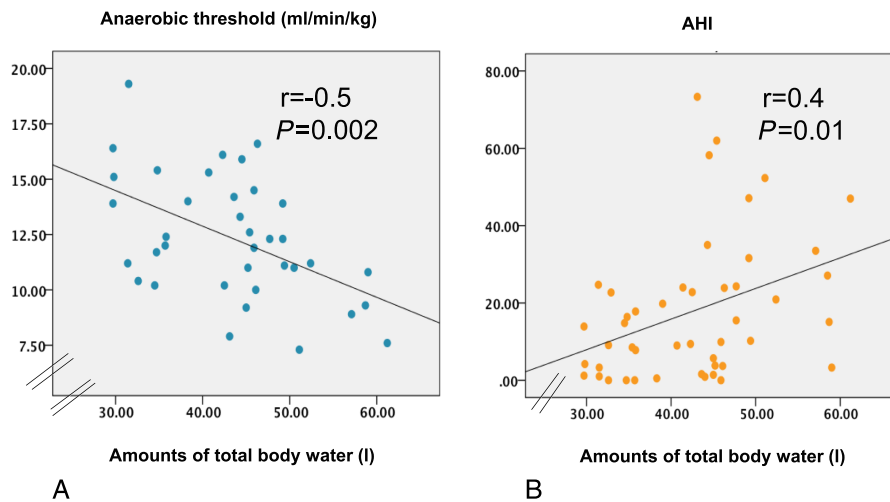 Anaerobic threshold (ml/min/kg)
20.00
17.50
15.00
12.50
10.00
7.50
r=-0.5
P=0.002
30.00 40.00 50.00 60.00
Amounts of total body water (l)
A
AHI
80.00
60.00
40.00
20.00
.00
r=0.4
P=0.01
30.00 40.00 50.00 60.00
Amounts of total body water (l)
B